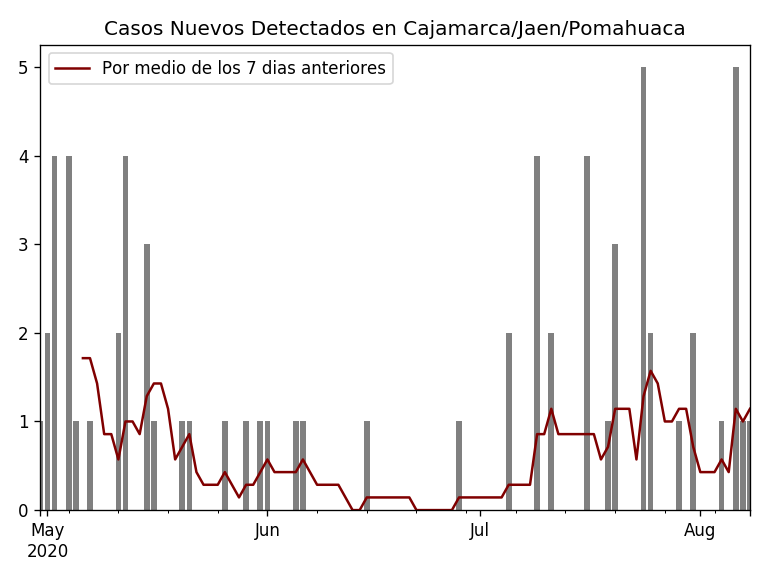 Casos Nuevos Detectados en Cajamarca/Jaen/Pomahuaca
Por medio de los 7 dias anteriores
5
4
3
2
1
0
May
2020
Jun
Jul
Aug